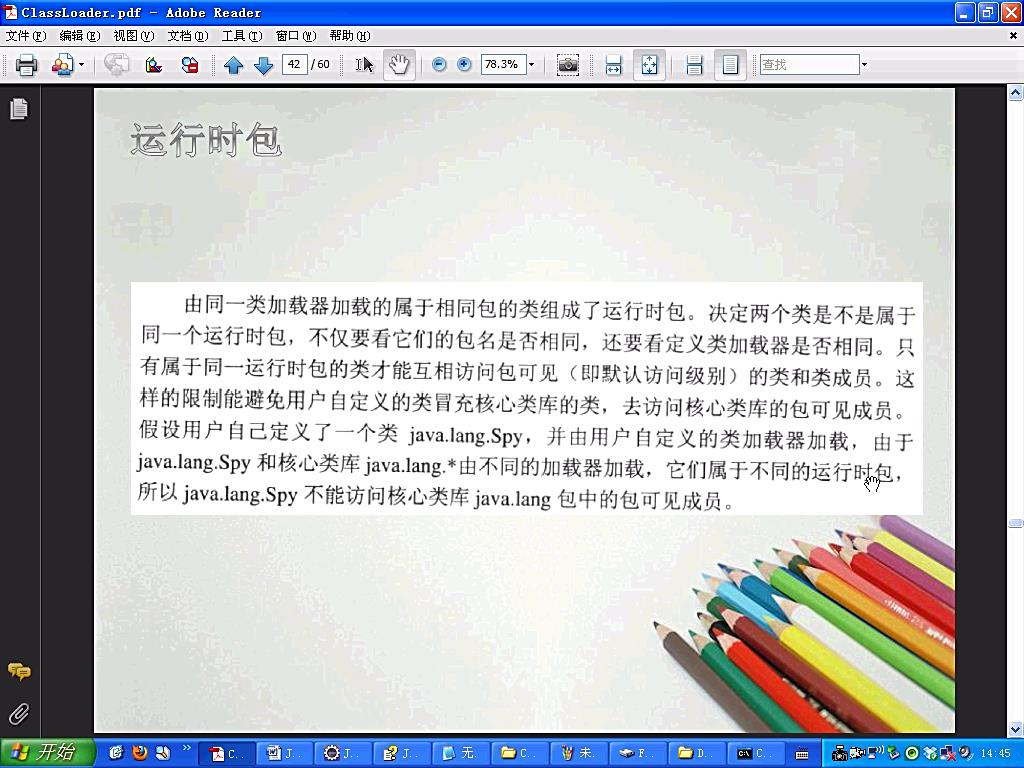 ClassLoader.pdf - Adobe Reader
文件(F) 编辑(E) 视图(V) 文档(D) 工具(T) 窗口(W) 帮助(H)
42 / 60 78.3% 查找
运行时包
由同一类加载器加载的属于相同包的类组成了运行时包。决定两个类是不是属于
同一个运行时包，不仅要看它们的包名是否相同，还要看定义类加载器是否相同。只
有属于同一运行时包的类才能互相访问包可见（即默认访问级别）的类和类成员。这
样的限制能避免用户自定义的类冒充核心类库的类，去访问核心类库的包可见成员。
假设用户自己定义了一个类 java.lang.Spy，并由用户自定义的类加载器加载，由于
java.lang.Spy 和核心类库 java.lang.*由不同的加载器加载，它们属于不同的运行时包，
所以 java.lang.Spy 不能访问核心类库 java.lang 包中的包可见成员。
开始 C.. J.. J.. J.. 无.. C.. 未.. F.. D.. C.. 14:45